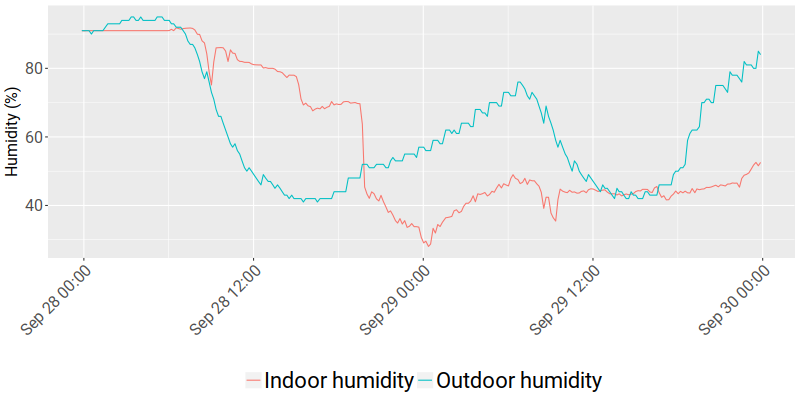 Humidity (%)
80
60
40
Sep 28 00:00
Sep 28 12:00
Sep 29 00:00
Sep 29 12:00
Sep 30 00:00
Indoor humidity Outdoor humidity